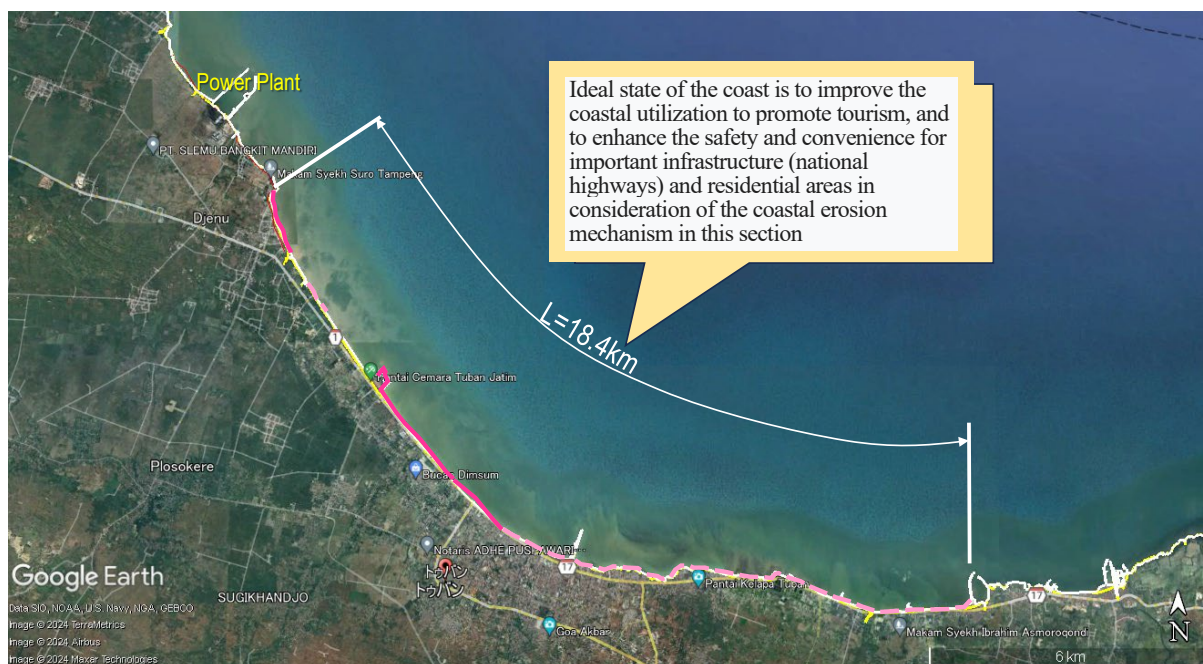 Power Plant
Ideal state of the coast is to improve the
coastal utilization to promote tourism, and
to enhance the safety and convenience for
important infrastructure (national
highways) and residential areas in
consideration of the coastal erosion
mechanism in this section
PT. SLEMU BANGKIT MANDIRI
Makam Syekh Suro Tampeng
Djenu
L=18.4km
1
Pantai Cemara Tuban Jatim
Plosokere
Bucan Dimsum
Notaris ADHE PUSPAWARI...
トゥバン
トゥバン
17
Pantai Kelapa Tuban
17
Google Earth
SUGIKHANDJO
Goa Akbar
Makam Syekh Ibrahim Asmoroqondi
Data SIO, NOAA, U.S. Navy, NGA, GEBCO
Image © 2024 TerraMetrics
Image © 2024 Airbus
Image © 2024 Maxar Technologies
N
6 km